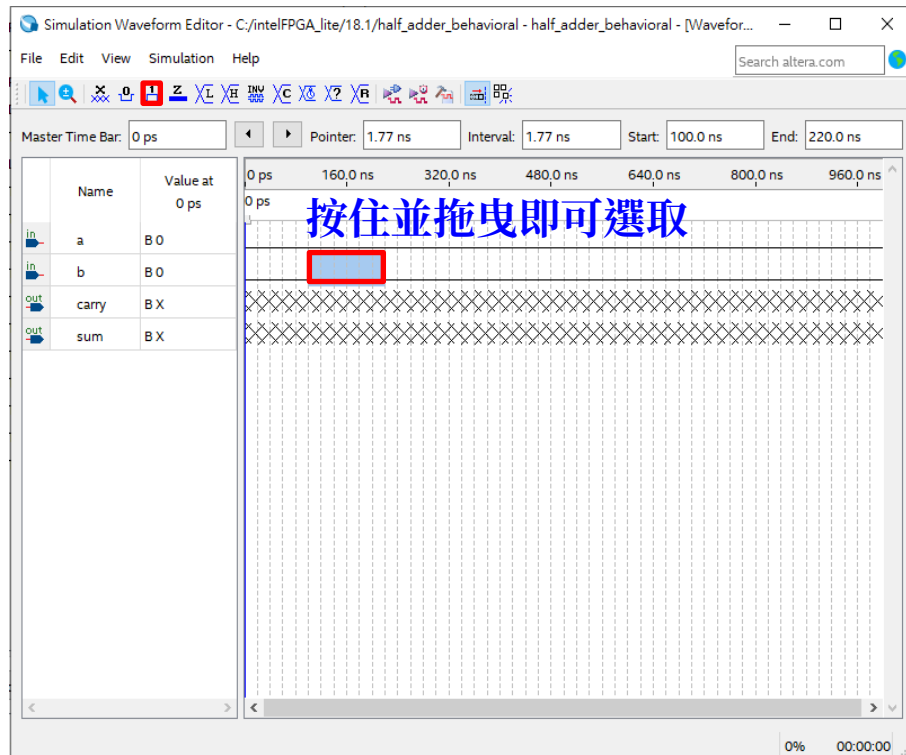 Simulation Waveform Editor - C:/intelFPGA_lite/18.1/half_adder_behavioral - half_adder_behavioral - [Wavefor...
File Edit View Simulation Help
Search altera.com
Master Time Bar: 0 ps Pointer: 1.77 ns Interval: 1.77 ns Start: 100.0 ns End: 220.0 ns
Name Value at 0 ps
0 ps 160.0 ns 320.0 ns 480.0 ns 640.0 ns 800.0 ns 960.0 ns
0 ps
按住並拖曳即可選取
in a B 0
in b B 0
out carry B X
out sum B X
0% 00:00:00